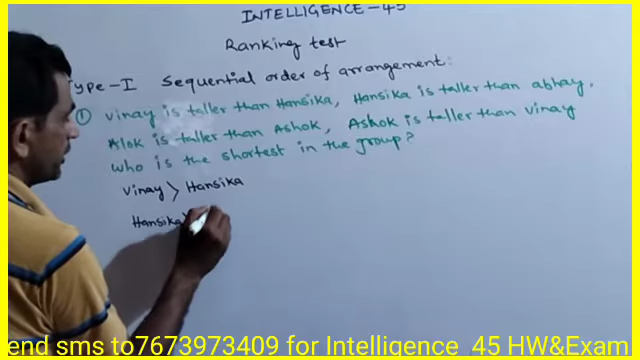 INTELLIGENCE-45
Ranking test
Type-I Sequential order of arrangement:
① Vinay is taller than Hansika, Hansika is taller than abhay.
Alok is taller than Ashok, Ashok is taller than Vinay
who is the shortest in the group?
Vinay > Hansika
Hansika
end sms to7673973409 for Intelligence 45 HW&Exam